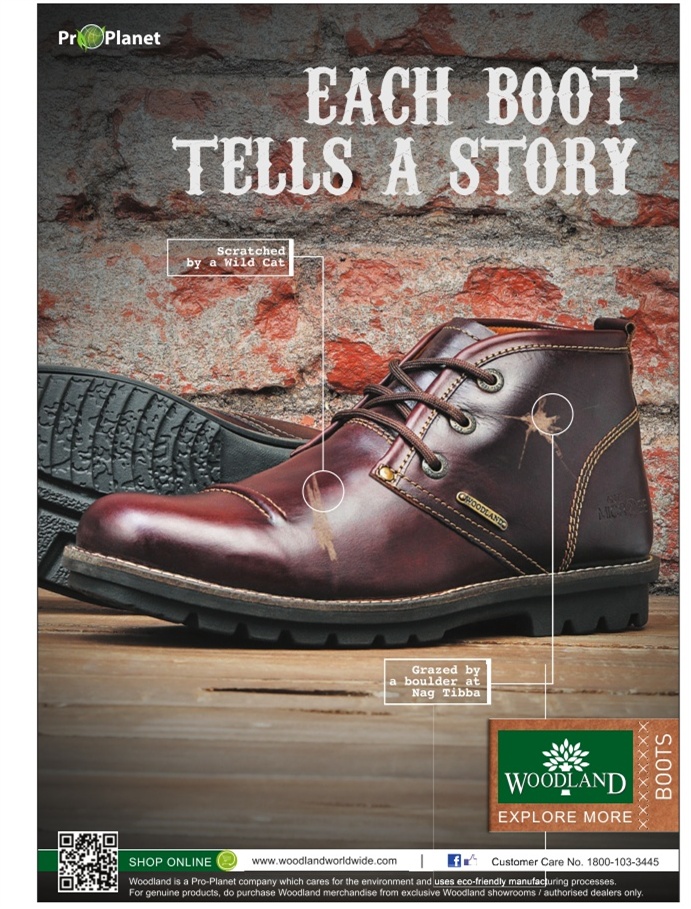 Pro Planet
EACH BOOT
TELLS A STORY
Scratched
by a Wild Cat
WOODLAND
Grazed by
a boulder at
Nag Tibba
WOODLAND
EXPLORE MORE
BOOTS
SHOP ONLINE
www.woodlandworldwide.com
Customer Care No. 1800-103-3445
Woodland is a Pro-Planet company which cares for the environment and uses eco-friendly manufacturing processes.
For genuine products, do purchase Woodland merchandise from exclusive Woodland showrooms / authorised dealers only.